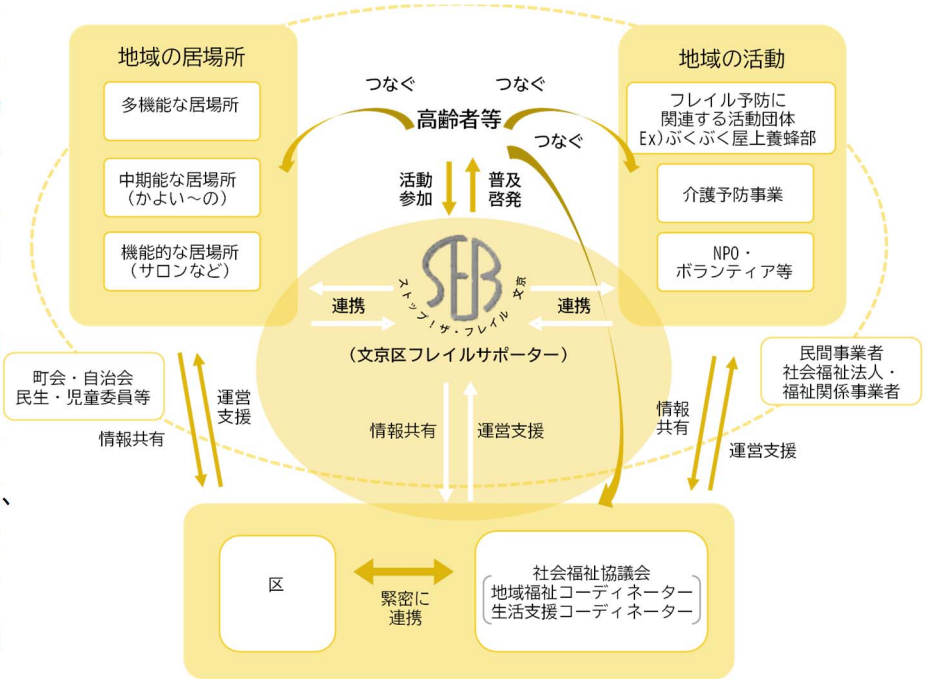 地域の居場所
多機能な居場所
中期能な居場所
(かよい〜の)
機能的な居場所
(サロンなど)
つなぐ
つなぐ
高齢者等
つなぐ
活動
参加
普及
啓発
地域の活動
フレイル予防に
関連する活動団体
Ex)ぶくぶく屋上養蜂部
介護予防事業
NPO・
ボランティア等
SFB
ストップ!ザ・フレイル 文京
連携
連携
(文京区フレイルサポーター)
町会・自治会
民生・児童委員等
民間事業者
社会福祉法人・
福祉関係事業者
情報共有
運営
支援
情報共有
運営支援
情報
共有
運営支援
、
区
緊密に
連携
社会福祉協議会
地域福祉コーディネーター
生活支援コーディネーター